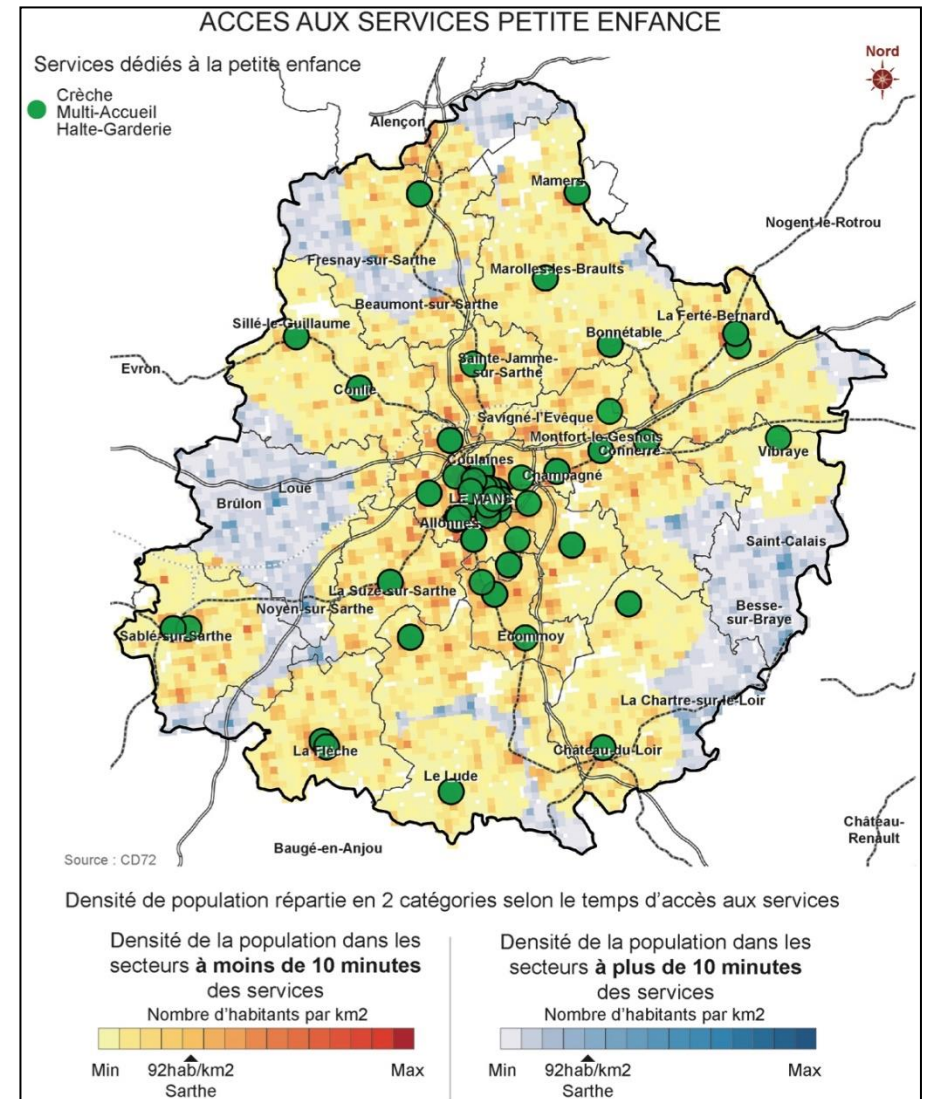 ACCES AUX SERVICES PETITE ENFANCE
Services dédiés à la petite enfance
Crèche
Multi-Accueil
Halte-Garderie
Nord
Alençon
Mamers
Nogent-le-Rotrou
Fresnay-sur-Sarthe
Marolles-les-Braults
Beaumont-sur-Sarthe
La Ferté-Bernard
Sillé-le-Guillaume
Bonnétable
Evron
Sainte-Jamme-
sur-Sarthe
Conlie
Savigné-l'Evêque
Montfort-le-Gesnois
Connerré
Vibraye
Coulaines
Champagné
Loué
Brûlon
LE MANS
Allonnes
Saint-Calais
La Suze-sur-Sarthe
Noyen-sur-Sarthe
Besse-
sur-Braye
Sablé-sur-Sarthe
Ecommoy
La Chartre-sur-le-Loir
La Flèche
Château-du-Loir
Le Lude
Château-
Renault
Baugé-en-Anjou
Source : CD72
Densité de population répartie en 2 catégories selon le temps d'accès aux services
Densité de la population dans les
secteurs à moins de 10 minutes
des services
Nombre d'habitants par km2
Min 92hab/km2 Max
Sarthe
Densité de la population dans les
secteurs à plus de 10 minutes
des services
Nombre d'habitants par km2
Min 92hab/km2 Max
Sarthe